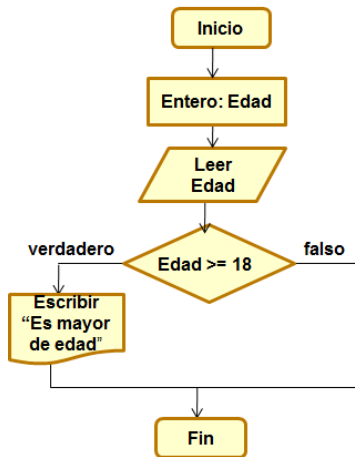 Inicio
Entero: Edad
Leer
Edad
verdadero
Edad >= 18
falso
Escribir
“Es mayor
de edad”
Fin